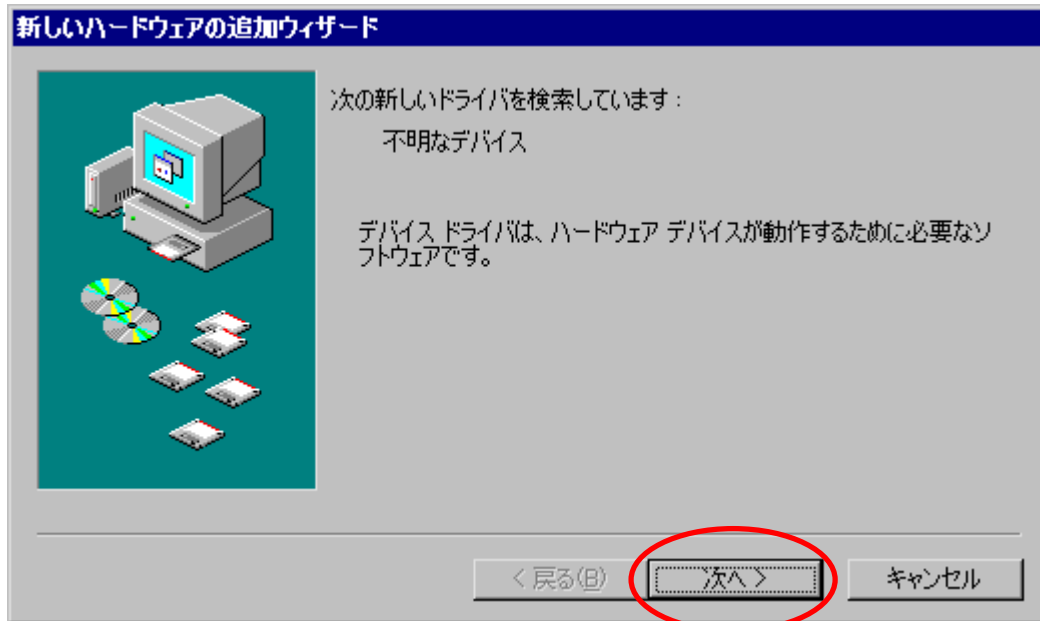 新しいハードウェアの追加ウィザード
次の新しいドライバを検索しています：
不明なデバイス
デバイス ドライバは、ハードウェア デバイスが動作するために必要なソ
フトウェアです。
< 戻る(B)
次へ >
キャンセル